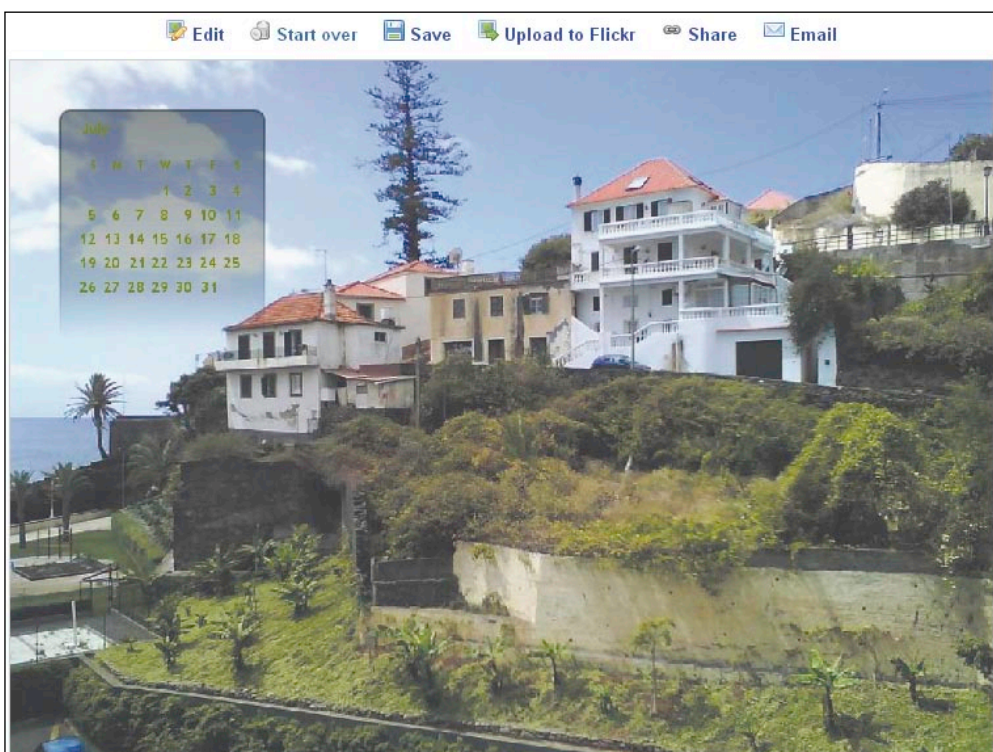 Edit Start over Save Upload to Flickr Share Email
July
S M T W T F S
1 2 3 4
5 6 7 8 9 10 11
12 13 14 15 16 17 18
19 20 21 22 23 24 25
26 27 28 29 30 31